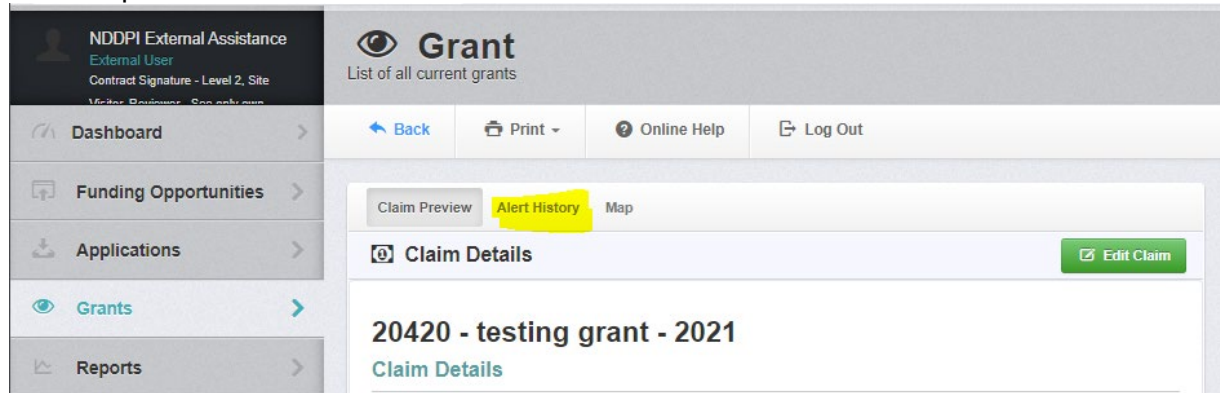 NDDPI External Assistance
External User
Contract Signature - Level 2, Site
Grant
List of all current grants
Dashboard
Back Print Online Help Log Out
Funding Opportunities
Claim Preview Alert History Map
Applications
Claim Details Edit Claim
Grants
20420 - testing grant - 2021
Reports
Claim Details